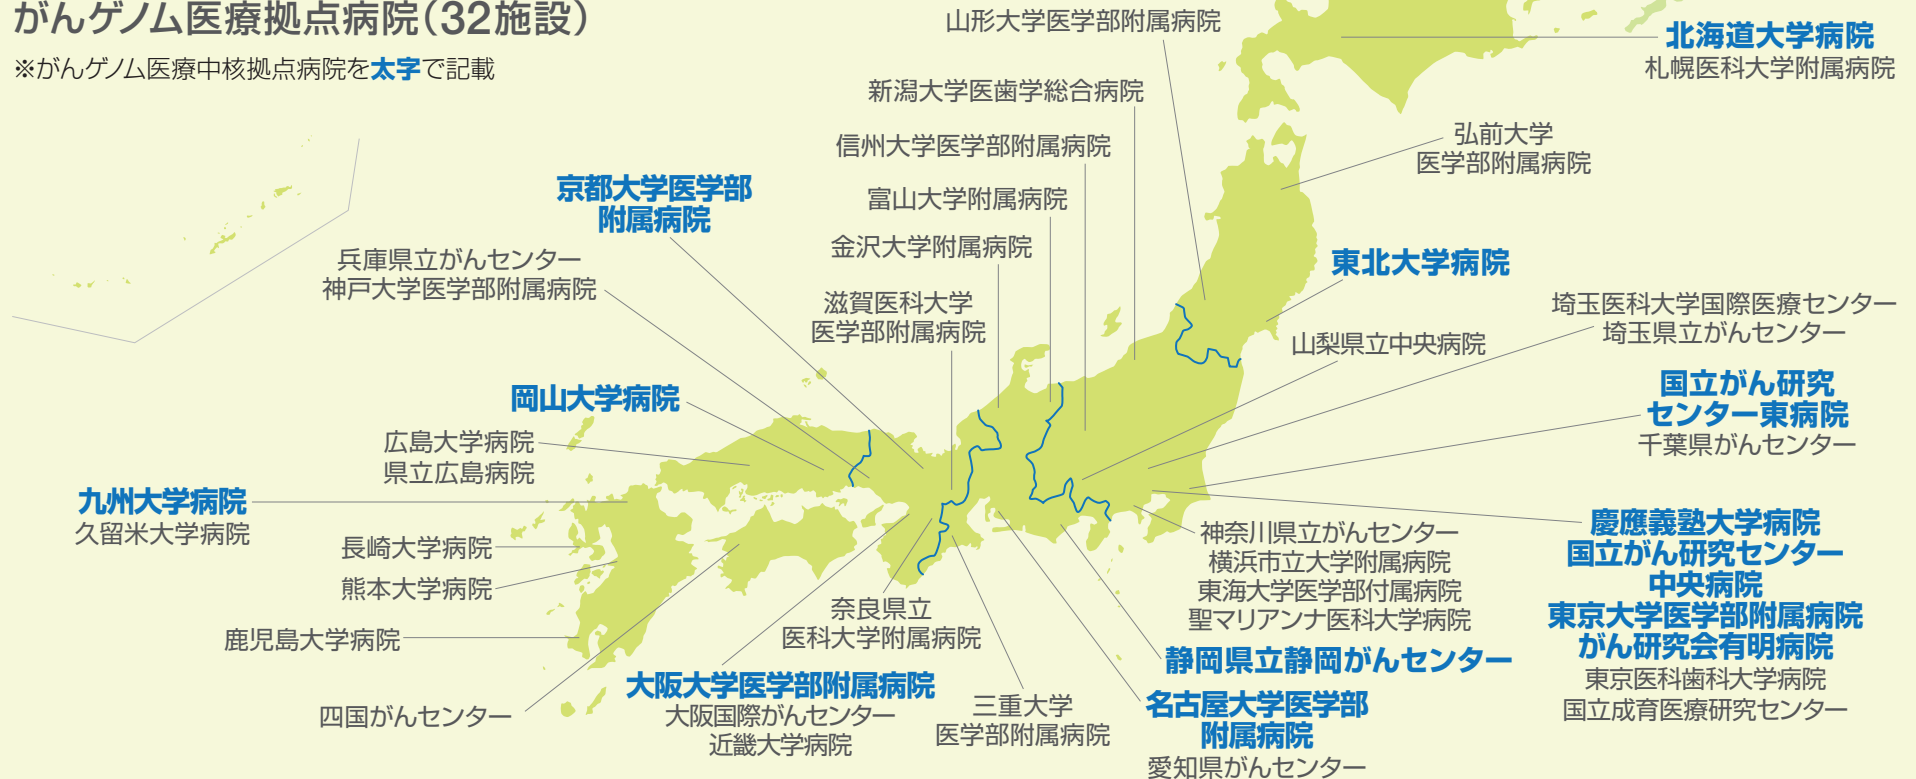 がんゲノム医療拠点病院（32施設）
※がんゲノム医療中核拠点病院を太字で記載
山形大学医学部附属病院
新潟大学医歯学総合病院
信州大学医学部附属病院
富山大学附属病院
金沢大学附属病院
滋賀医科大学
医学部附属病院
京都大学医学部
附属病院
兵庫県立がんセンター
神戸大学医学部附属病院
岡山大学病院
広島大学病院
県立広島病院
九州大学病院
久留米大学病院
長崎大学病院
熊本大学病院
鹿児島大学病院
四国がんセンター
大阪大学医学部附属病院
大阪国際がんセンター
近畿大学病院
奈良県立
医科大学附属病院
三重大学
医学部附属病院
名古屋大学医学部
附属病院
愛知県がんセンター
静岡県立静岡がんセンター
神奈川県立がんセンター
横浜市立大学附属病院
東海大学医学部付属病院
聖マリアンナ医科大学病院
北海道大学病院
札幌医科大学附属病院
弘前大学
医学部附属病院
東北大学病院
山梨県立中央病院
埼玉医科大学国際医療センター
埼玉県立がんセンター
国立がん研究
センター東病院
千葉県がんセンター
慶應義塾大学病院
国立がん研究センター
中央病院
東京大学医学部附属病院
がん研究会有明病院
東京医科歯科大学病院
国立成育医療研究センター